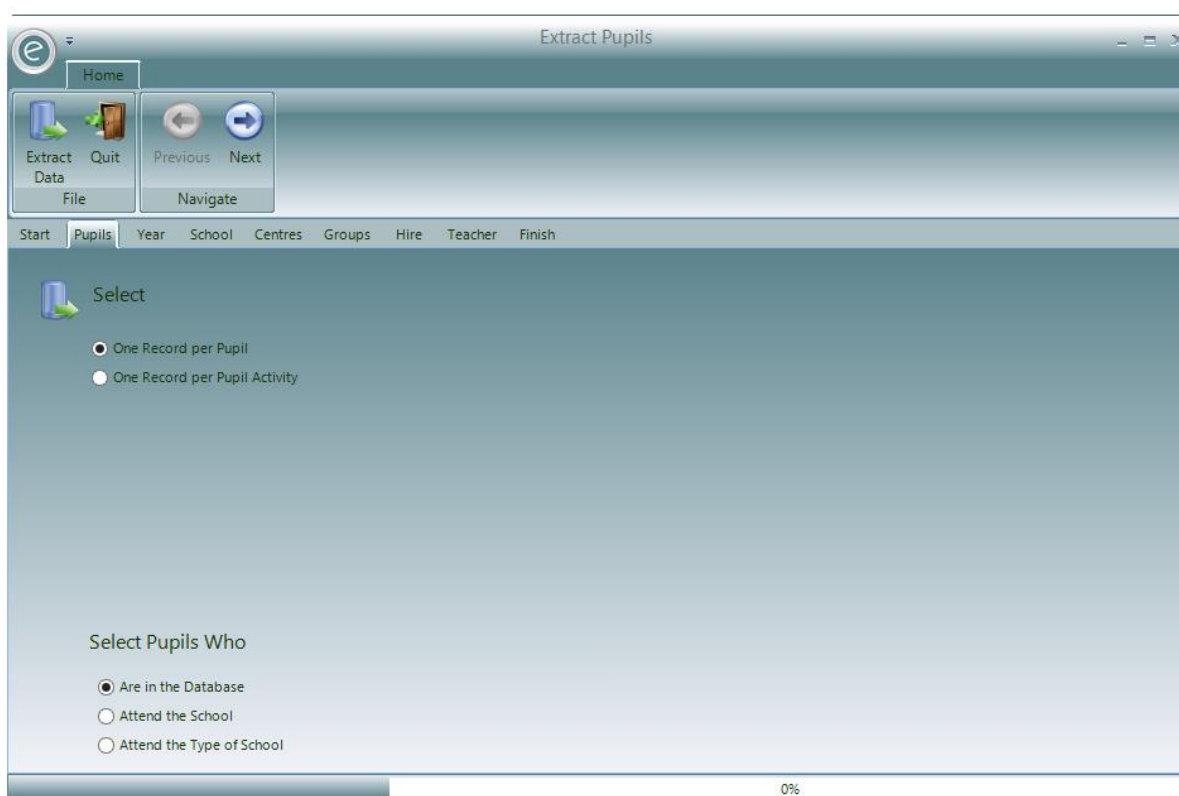 Extract Pupils
Home
Extract Data
Quit
Previous
Next
File
Navigate
Start Pupils Year School Centres Groups Hire Teacher Finish
Select
One Record per Pupil
One Record per Pupil Activity
Select Pupils Who
Are in the Database
Attend the School
Attend the Type of School
0%